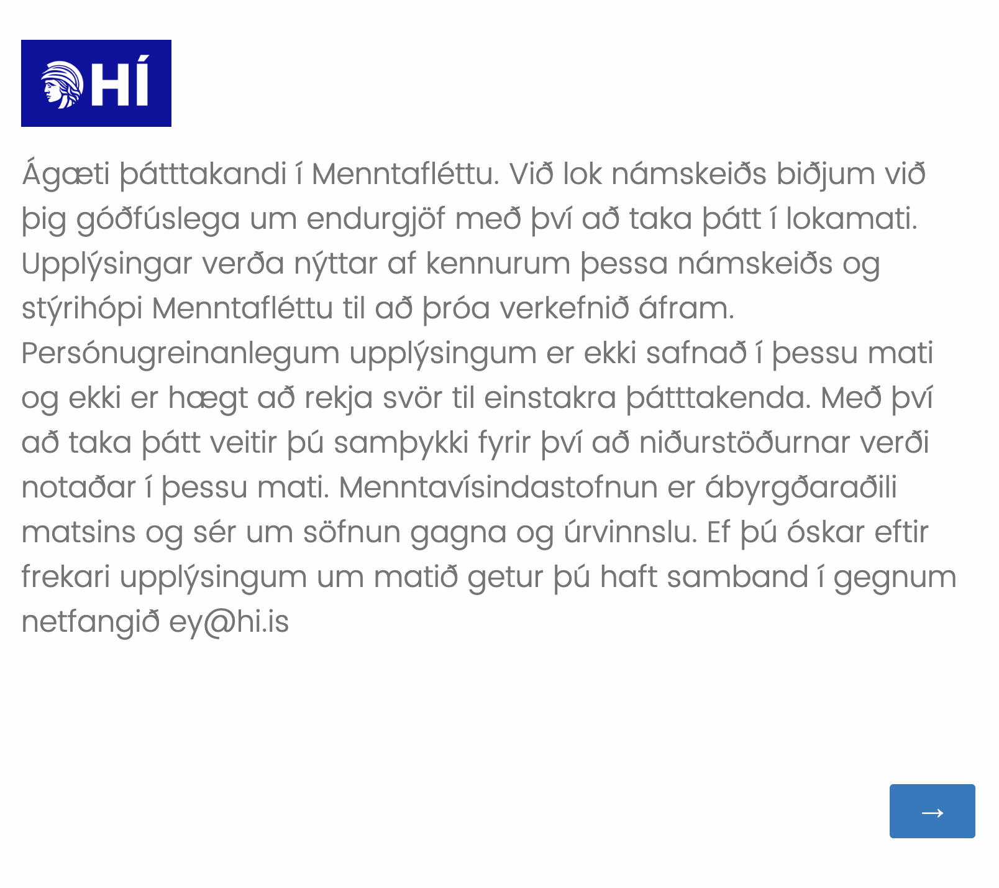 HÍ
Ágæti þátttakandi í Menntafléttu. Við lok námskeiðs biðjum við
þig góðfúslega um endurgjöf með því að taka þátt í lokamati.
Upplýsingar verða nýttar af kennurum þessa námskeiðs og
stýrihópi Menntafléttu til að þróa verkefnið áfram.
Persónugreinanlegum upplýsingum er ekki safnað í þessu mati
og ekki er hægt að rekja svör til einstakra þátttakenda. Með því
að taka þátt veitir þú samþykki fyrir því að niðurstöðurnar verði
notaðar í þessu mati. Menntavísindastofnun er ábyrgðaraðili
matsins og sér um söfnun gagna og úrvinnslu. Ef þú óskar eftir
frekari upplýsingum um matið getur þú haft samband í gegnum
netfangið ey@hi.is
→